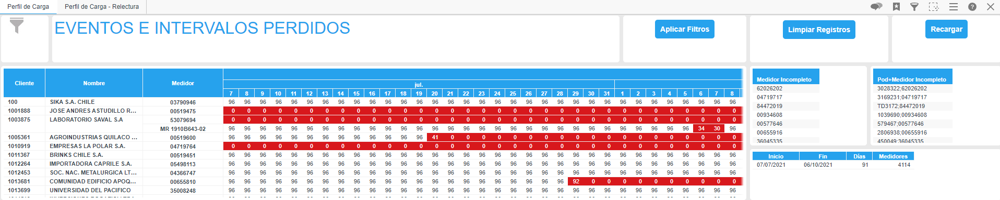 Perfil de Carga Perfil de Carga - Relectura
EVENTOS E INTERVALOS PERDIDOS
Aplicar Filtros
Limpiar Registros
Recargar
Cliente Nombre Medidor
jul.
7 8 9 10 11 12 13 14 15 16 17 18 19 20 21 22 23 24 25 26 27 28 29 30 31 1 2 3 4 5 6 7 8
100 SIKA S.A. CHILE 03790946 96 96 96 96 96 96 96 96 96 96 96 96 96 96 96 96 96 96 96 96 96 96 96 96 96 96 96 96 96 96 96 96 96
1001888 JOSE ANDRES ASTUDILLO R... 00519475 0 0 0 0 0 0 0 0 0 0 0 0 0 0 0 0 0 0 0 0 0 0 0 0 0 0 0 0 0 0 0 0 0
1003875 LABORATORIO SAVAL S.A 53079694 0 0 0 0 0 0 0 0 0 0 0 0 0 0 0 0 0 0 0 0 0 0 0 0 0 0 0 0 0 0 0 0 0
MR 1910B643-02 96 96 96 96 96 96 96 96 96 96 96 96 96 96 96 96 96 96 96 96 96 96 96 96 96 96 96 96 96 96 34 30 96
1005361 AGROINDUSTRIAS QUILACO ... 00519600 96 96 96 96 96 96 96 96 96 96 96 96 96 41 0 0 0 0 0 0 0 0 0 0 0 0 0 0 0 0 0 0 0
1010919 EMPRESAS LA POLAR S.A. 04719764 0 0 0 0 0 0 0 0 0 0 0 0 0 0 0 0 0 0 0 0 0 0 0 0 0 0 0 0 0 0 0 0 0
1011367 BRINKS CHILE S.A. 00519451 96 96 96 96 96 96 96 96 96 96 96 96 96 96 96 96 96 96 96 96 96 96 96 96 96 96 96 96 96 96 96 96 96
1012264 IMPORTADORA CAPRILE S.A. 05498113 96 96 96 96 96 96 96 96 96 96 96 96 96 96 96 96 96 96 96 96 96 96 96 96 96 96 96 96 96 96 96 96 96
1012453 SOC. NAC. METALURGICA LT... 04366747 96 96 96 96 96 96 96 96 96 96 96 96 96 96 96 96 96 96 96 96 96 96 96 96 96 96 96 96 96 96 96 96 96
1013681 COMUNIDAD EDIFICIO APOQ... 00655810 96 96 96 96 96 96 96 96 96 96 96 96 96 96 96 96 96 96 96 96 96 96 92 0 0 0 0 0 0 0 0 0 0
1013699 UNIVERSIDAD DEL PACIFICO 35008248 96 96 96 96 96 96 96 96 96 96 96 96 96 96 96 96 96 96 96 96 96 96 96 96 96 96 96 96 96 96 96 96 96
Medidor Incompleto
62026202
04719717
84472019
00934608
00577646
00655916
36045335
Pod+Medidor Incompleto
3028322;62026202
3169231;04719717
TD3172;84472019
1039690;00934608
579467;00577646
2806938;00655916
450049;36045335
Inicio Fin Días Medidores
07/07/2021 06/10/2021 91 4114